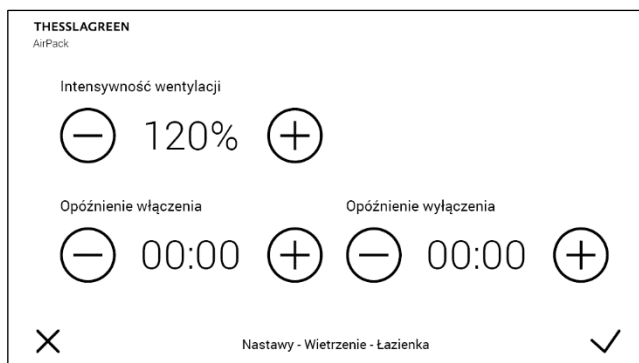 THESSLAGREEN
AirPack
Intensywność wentylacji
120%
Opóźnienie włączenia Opóźnienie wyłączenia
00:00 00:00
Nastawy - Wietrzenie - Łazienka